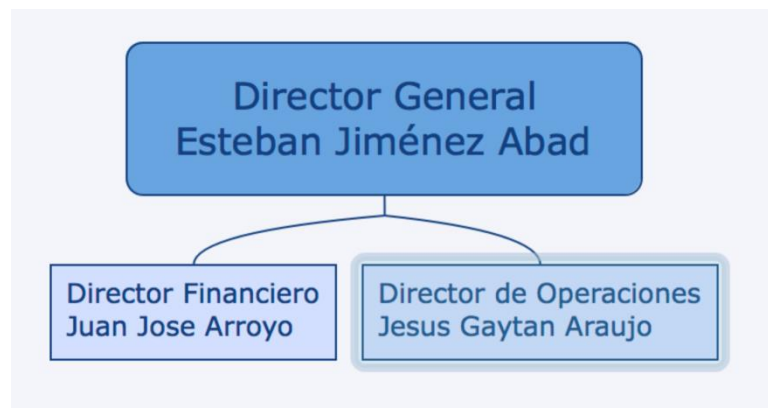 Director General
Esteban Jiménez Abad
Director Financiero
Juan Jose Arroyo
Director de Operaciones
Jesus Gaytan Araujo